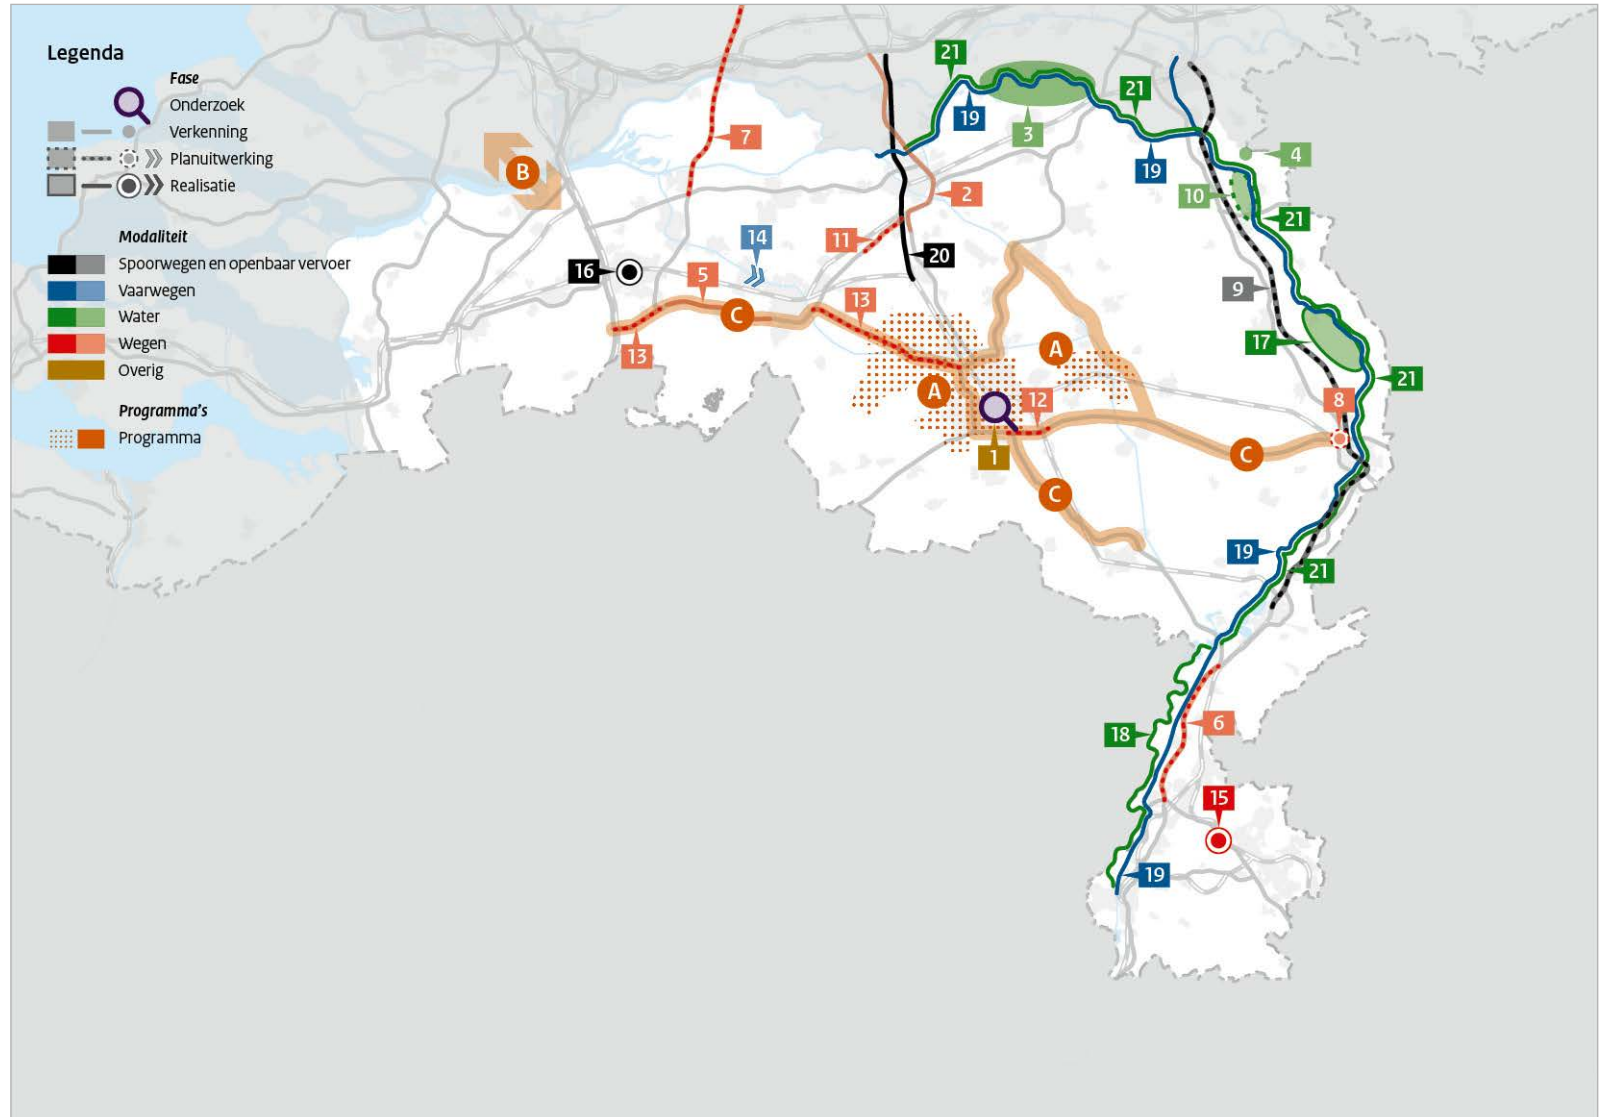 Legenda
Fase
Onderzoek
Verkenning
Planuitwerking
Realisatie
Modaliteit
Spoorwegen en openbaar vervoer
Vaarwegen
Water
Wegen
Overig
Programma's
Programma
21
7
19
3
21
B
19
4
2
10
21
14
11
20
16
5
9
C
13
17
13
A
21
A
12
8
1
C
C
19
21
6
18
15
19